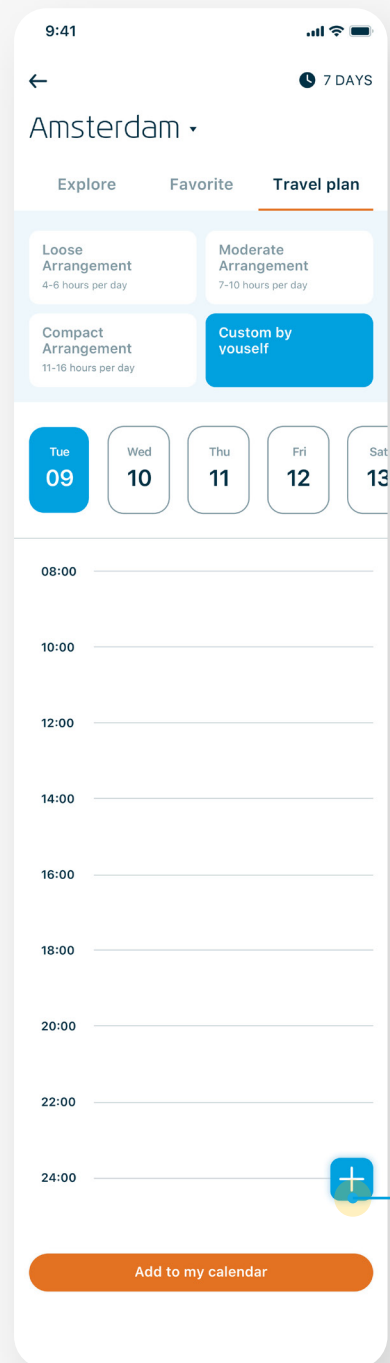 9:41
7 DAYS
Amsterdam
Explore Favorite Travel plan
Loose
Arrangement
4-6 hours per day
Moderate
Arrangement
7-10 hours per day
Compact
Arrangement
11-16 hours per day
Custom by
youself
Tue Wed Thu Fri Sat
09 10 11 12 13
08:00
10:00
12:00
14:00
16:00
18:00
20:00
22:00
24:00
Add to my calendar